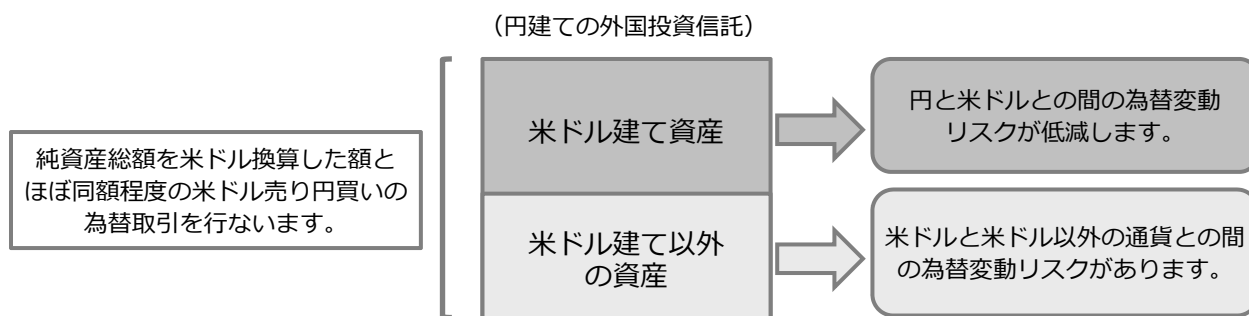 （円建ての外国投資信託）
純資産総額を米ドル換算した額と
ほぼ同額程度の米ドル売り円買いの
為替取引を行ないます。
米ドル建て資産
円と米ドルとの間の為替変動
リスクが低減します。
米ドル建て以外
の資産
米ドルと米ドル以外の通貨との間
の為替変動リスクがあります。